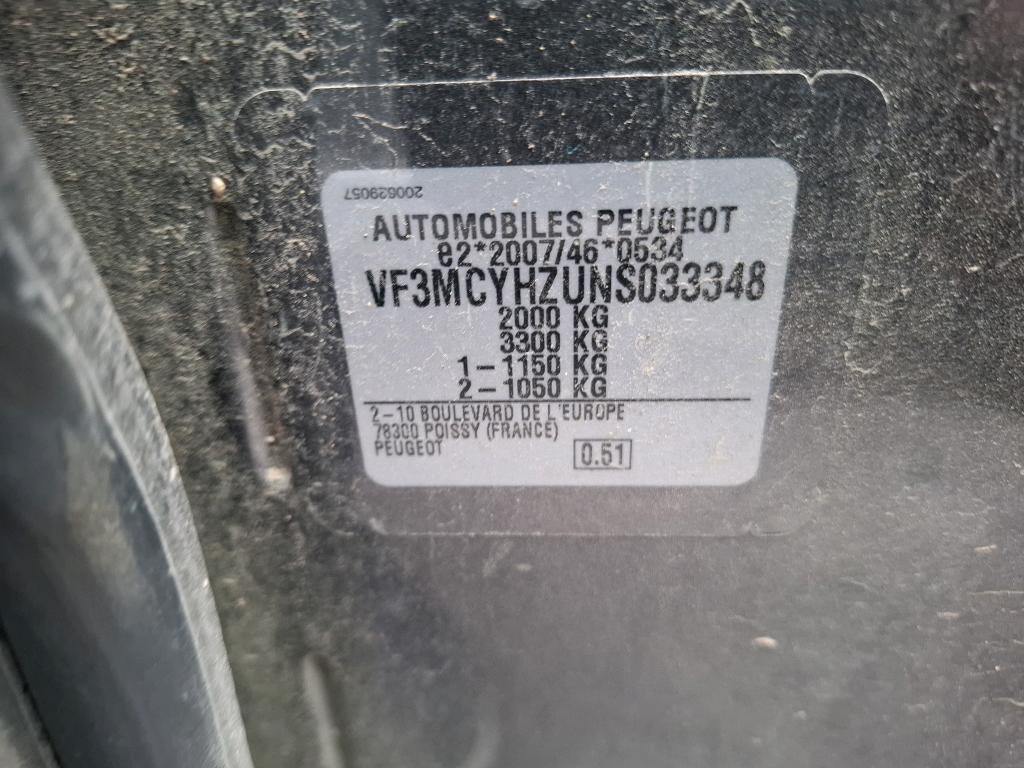 200629057
AUTOMOBILES PEUGEOT
e2*2007/46*0534
VF3MCYHZUNS033348
2000 KG
3300 KG
1-1150 KG
2-1050 KG
2-10 BOULEVARD DE L'EUROPE
78300 POISSY (FRANCE)
PEUGEOT
0.51